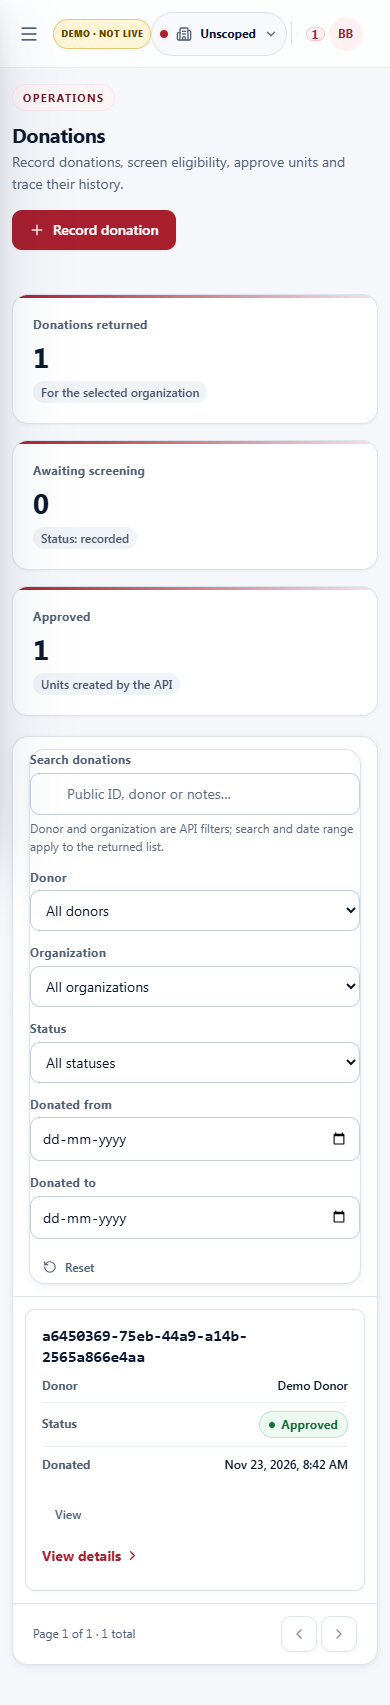 DEMO · NOT LIVE
Unscoped
1
BB
OPERATIONS
Donations
Record donations, screen eligibility, approve units and
trace their history.
Record donation
Donations returned
1
For the selected organization
Awaiting screening
0
Status: recorded
Approved
1
Units created by the API
Search donations
Public ID, donor or notes...
Donor and organization are API filters; search and date range
apply to the returned list.
Donor
All donors
Organization
All organizations
Status
All statuses
Donated from
dd-mm-yyyy
Donated to
dd-mm-yyyy
Reset
a6450369-75eb-44a9-a14b-
2565a866e4aa
Donor Demo Donor
Status Approved
Donated Nov 23, 2026, 8:42 AM
View
View details
Page 1 of 1 · 1 total